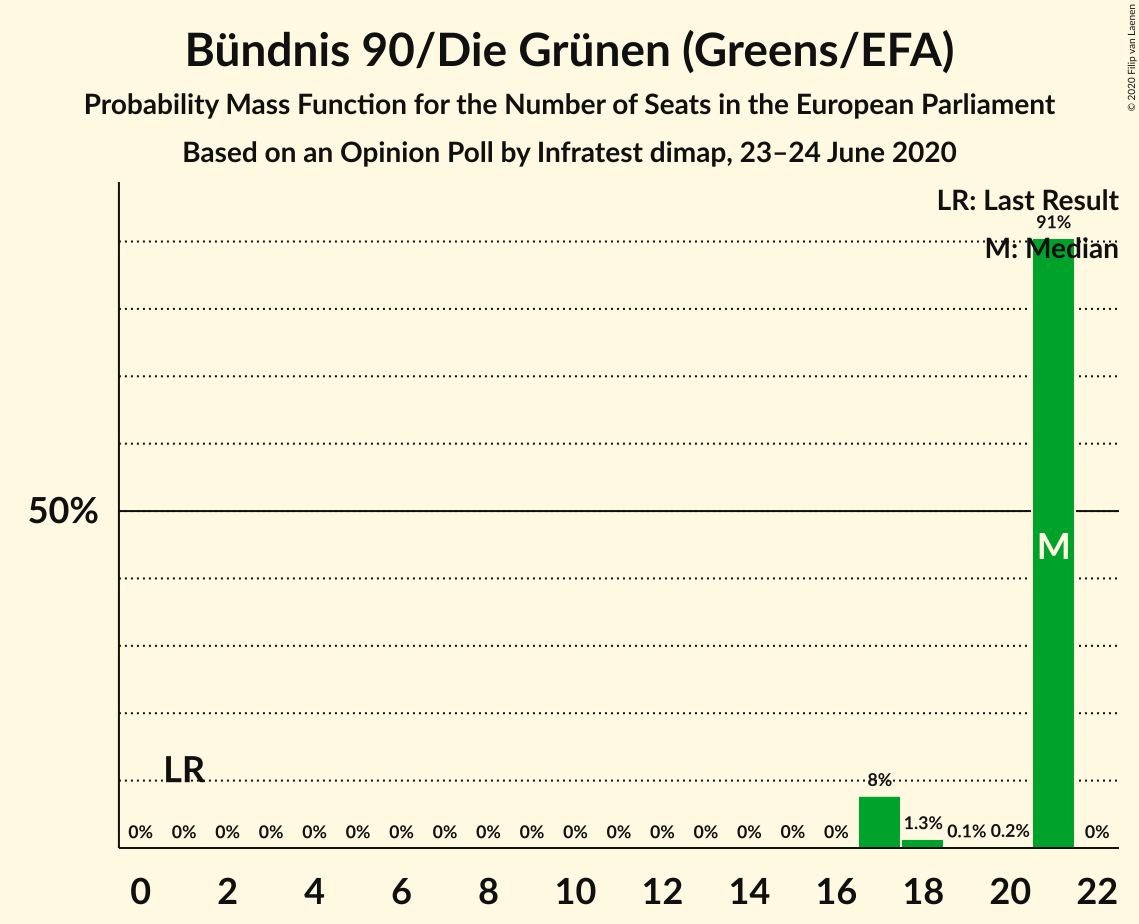 Bündnis 90/Die Grünen (Greens/EFA)
Probability Mass Function for the Number of Seats in the European Parliament
Based on an Opinion Poll by Infratest dimap, 23–24 June 2020
© 2020 Filip van Laenen
LR: Last Result
91%
M: Median
50%
M
LR
8%
0% 0% 0% 0% 0% 0% 0% 0% 0% 0% 0% 0% 0% 0% 0% 0% 0% 1.3% 0.1% 0.2% 0%
0 2 4 6 8 10 12 14 16 18 20 22